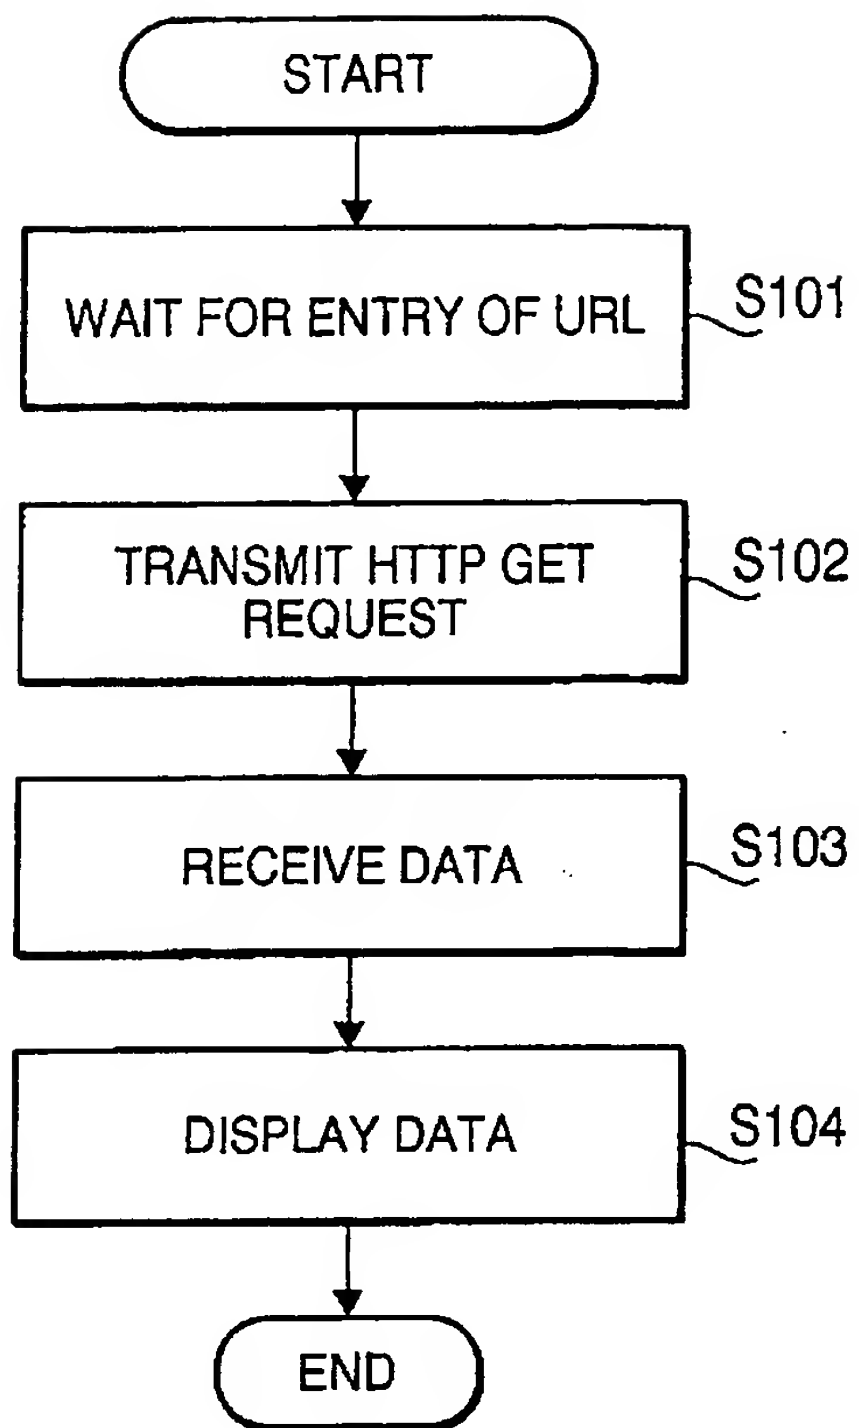 START
WAIT FOR ENTRY OF URL
S101
TRANSMIT HTTP GET
REQUEST
S102
RECEIVE DATA
S103
DISPLAY DATA
S104
END